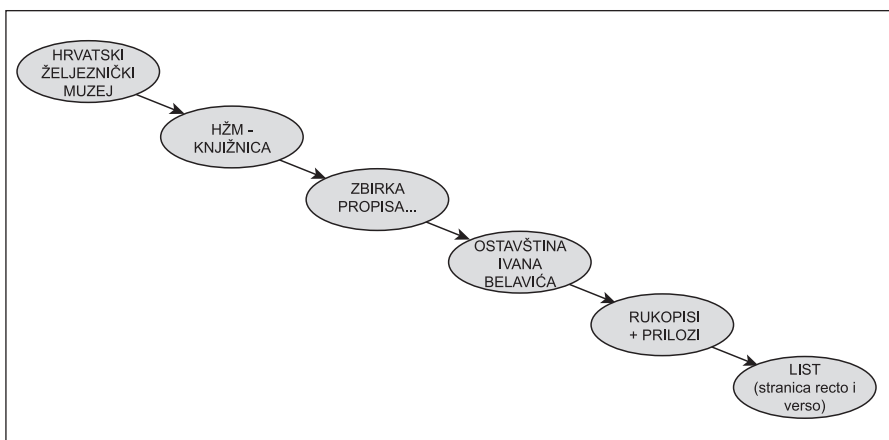 HRVATSKI
ŽELJEZNIČKI
MUZEJ
HŽM -
KNJIŽNICA
ZBIRKA
PROPISA...
OSTAVŠTINA
IVANA
BELAVIĆA
RUKOPISI
+ PRILOZI
LIST
(stranica recto i
verso)